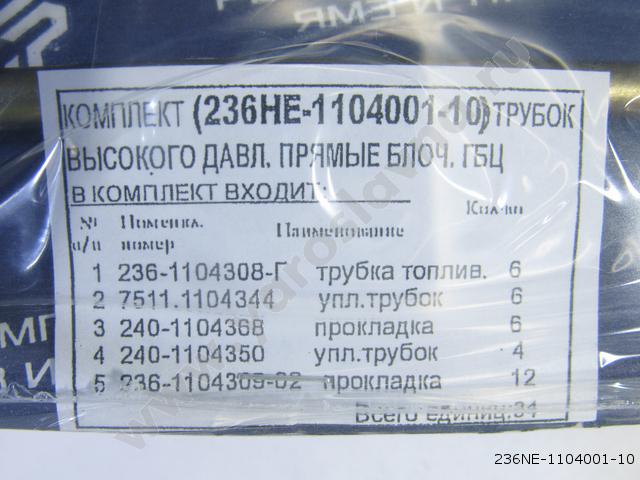 КОМПЛЕКТ (236НЕ-1104001-10) ТРУБОК
ВЫСОКОГО ДАВЛ. ПРЯМЫЕ БЛОЧ. ГБЦ
В КОМПЛЕКТ ВХОДИТ:
№ Номенкл. Наименование Кол-во
п/п номер
1 236-1104308-Г трубка топлив. 6
2 7511.1104344 упл.трубок 6
3 240-1104368 прокладка 6
4 240-1104350 упл.трубок 4
5 236-1104309-02 прокладка 12
Всего единиц:34
236NE-1104001-10